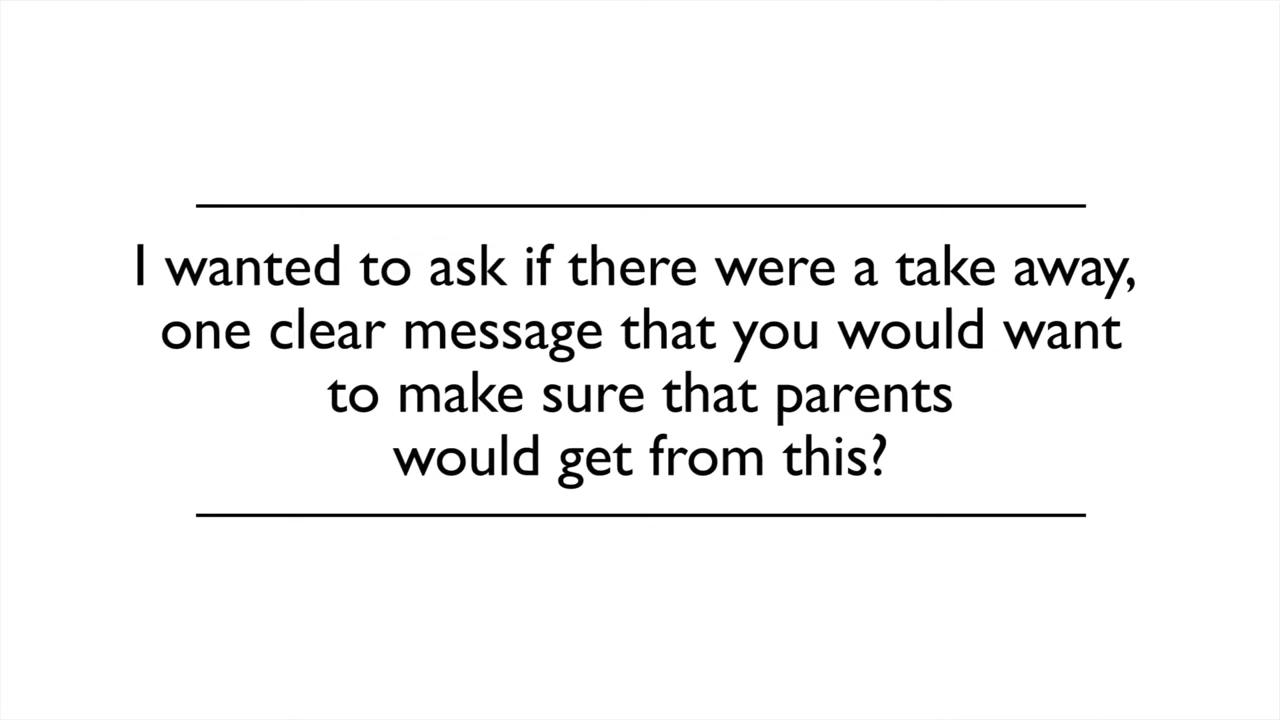 I wanted to ask if there were a take away,
one clear message that you would want
to make sure that parents
would get from this?